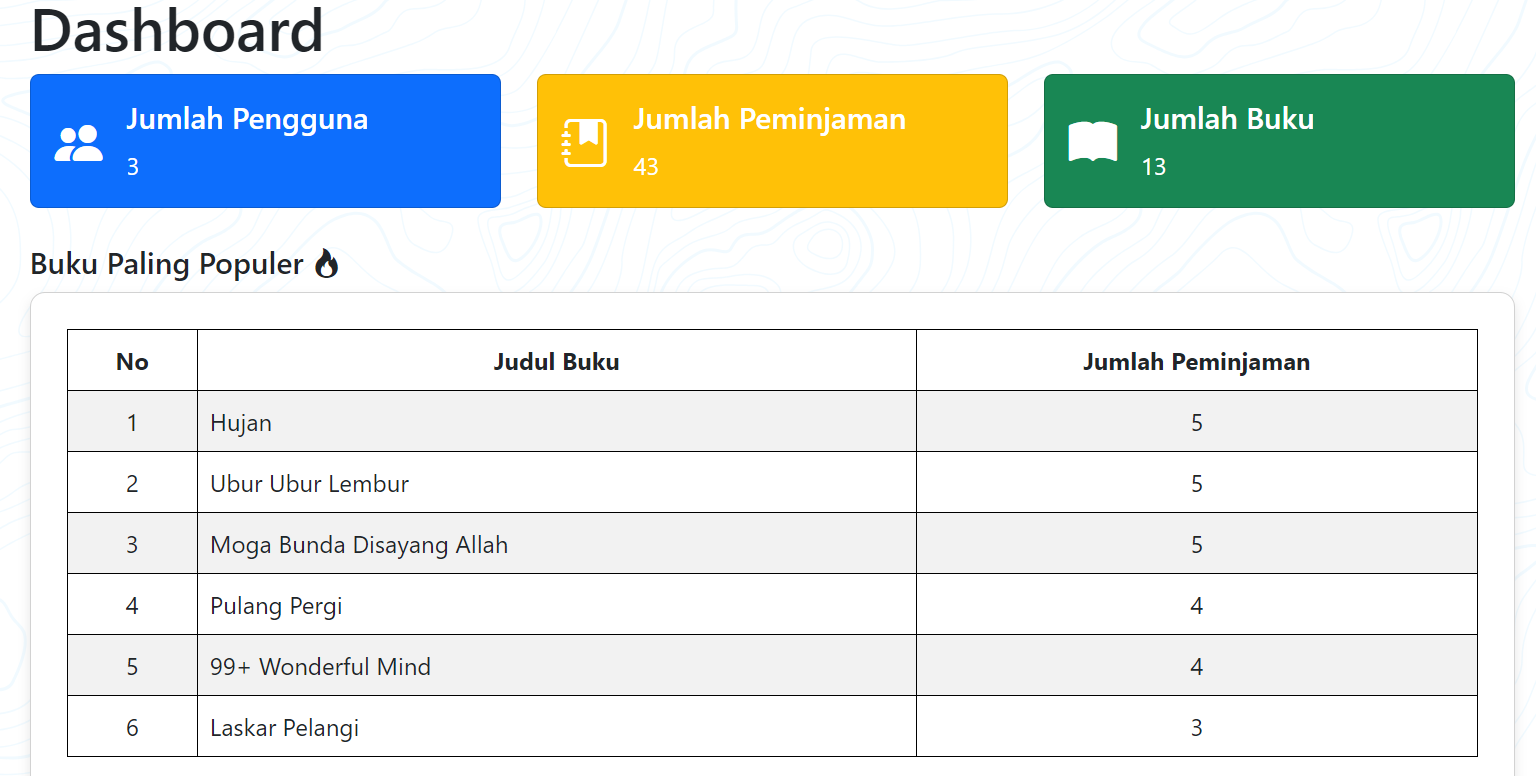 Dashboard
Jumlah Pengguna
3
Jumlah Peminjaman
43
Jumlah Buku
13
Buku Paling Populer
No Judul Buku Jumlah Peminjaman
1 Hujan 5
2 Ubur Ubur Lembur 5
3 Moga Bunda Disayang Allah 5
4 Pulang Pergi 4
5 99+ Wonderful Mind 4
6 Laskar Pelangi 3